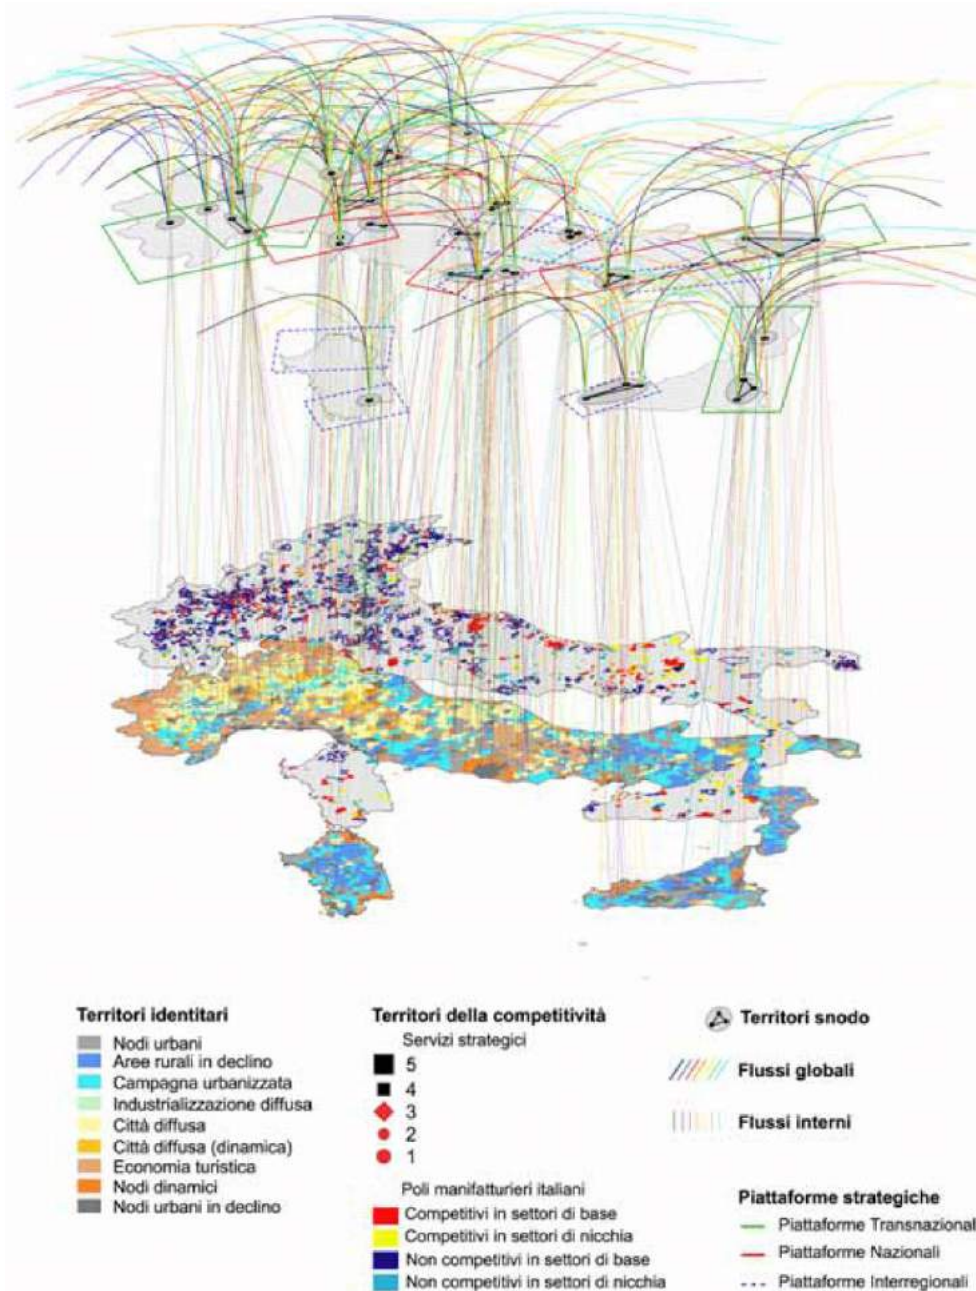 Territori identitari
Nodi urbani
Aree rurali in declino
Campagna urbanizzata
Industrializzazione diffusa
Città diffusa
Città diffusa (dinamica)
Economia turistica
Nodi dinamici
Nodi urbani in declino
Territori della competitività
Servizi strategici
5
4
3
2
1
Poli manifatturieri italiani
Competitivi in settori di base
Competitivi in settori di nicchia
Non competitivi in settori di base
Non competitivi in settori di nicchia
Territori snodo
Flussi globali
Flussi interni
Piattaforme strategiche
Piattaforme Transnazional
Piattaforme Nazionali
Piattaforme Interregionali